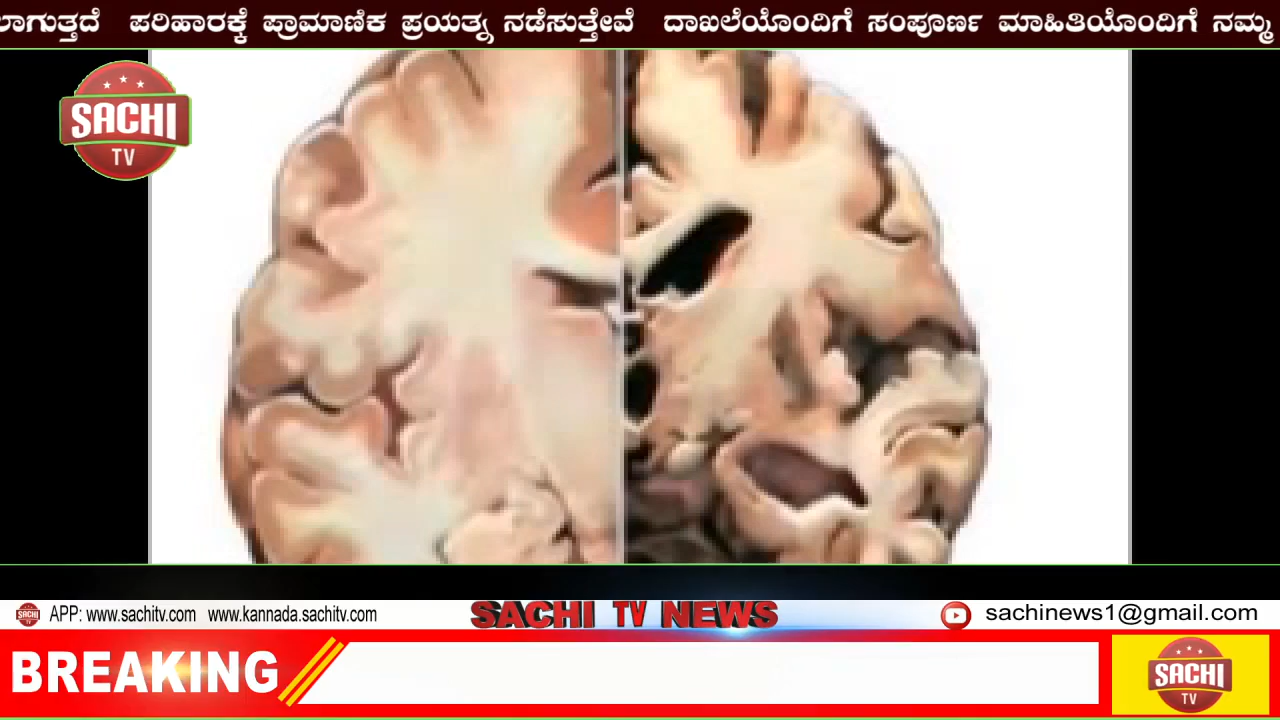 ಪರಿಹಾರಕ್ಕೆ ಪ್ರಾಮಾಣಿಕ ಪ್ರಯತ್ನ ನಡೆಸುತ್ತೇವೆ ದಾಖಲೆಯೊಂದಿಗೆ ಸಂಪೂರ್ಣ ಮಾಹಿತಿಯೊಂದಿಗೆ ನಮ್ಮ
SACHI
TV
APP: www.sachitv.com www.kannada.sachitv.com
SACHI TV NEWS
sachinews1@gmail.com
BREAKING
SACHI
TV